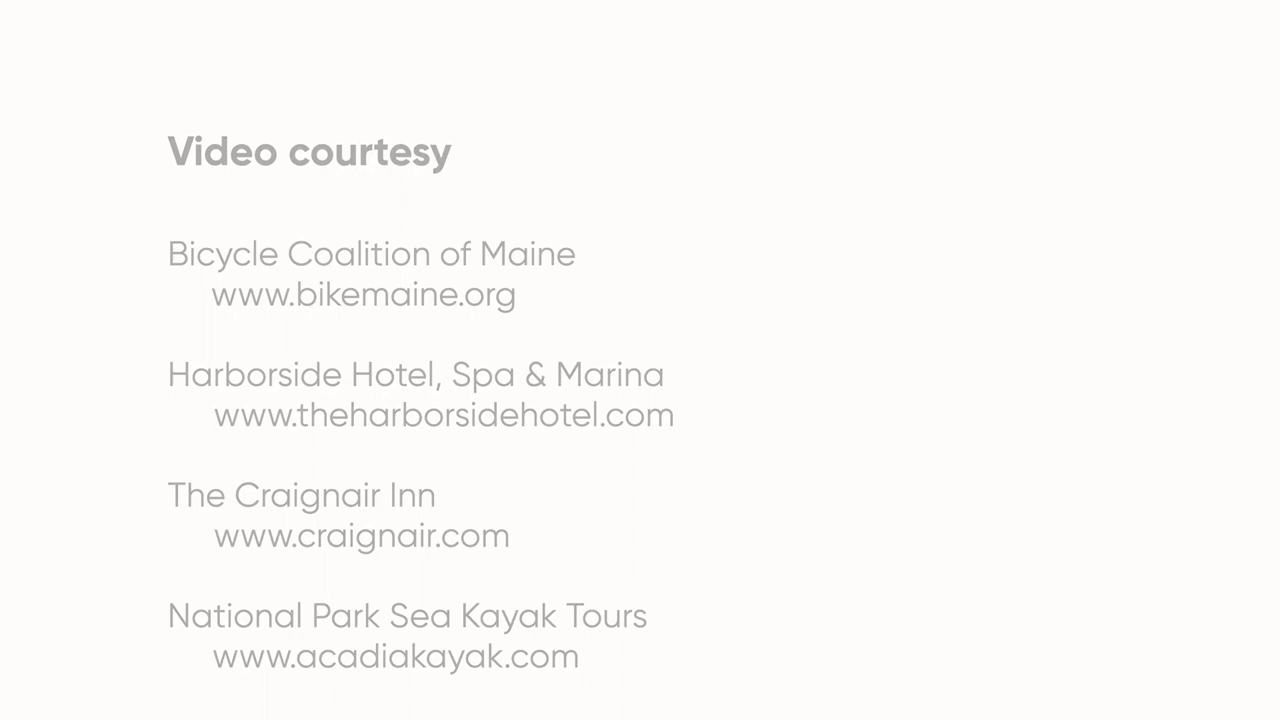 Video courtesy
Bicycle Coalition of Maine
www.bikemaine.org
Harborside Hotel, Spa & Marina
www.theharborsidehotel.com
The Craignair Inn
www.craignair.com
National Park Sea Kayak Tours
www.acadiakayak.com